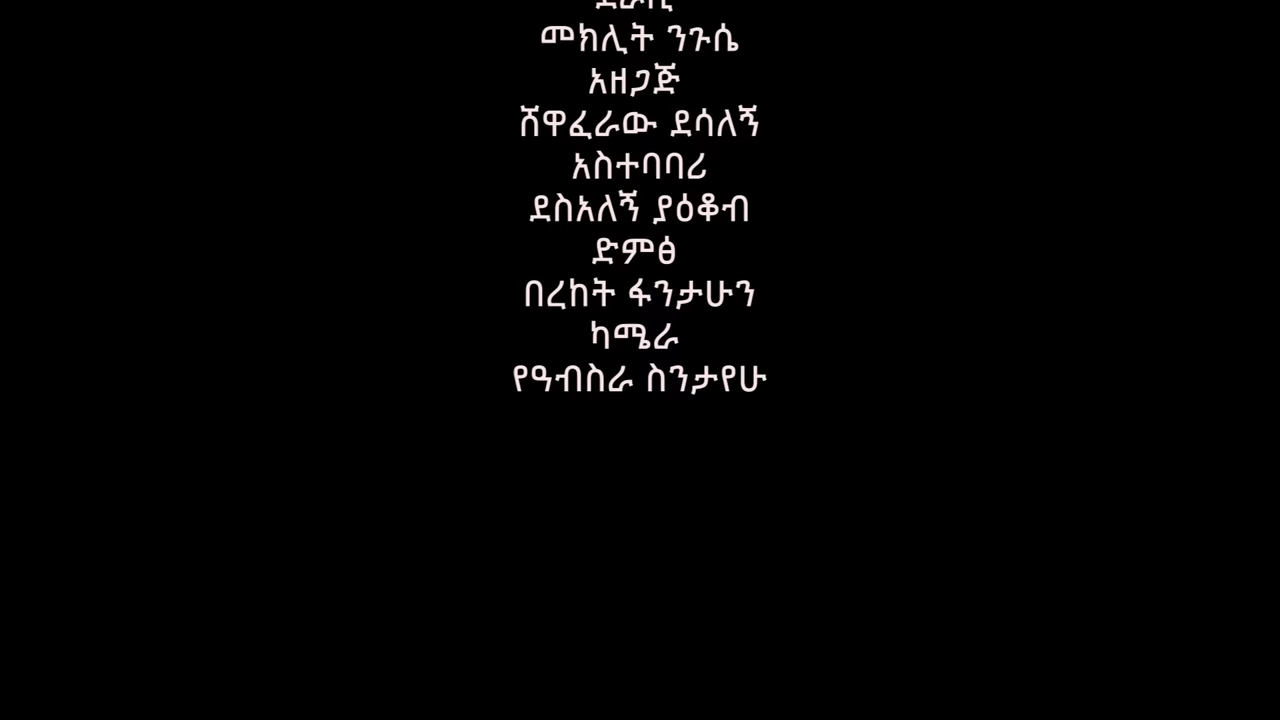 መክሊት ንጉሴ
አዘጋጅ
ሸዋፈራው ደሳለኝ
አስተባባሪ
ደስአለኝ ያዕቆብ
ድምፅ
በረከት ፋንታሁን
ካሜራ
የዓብስራ ስንታየሁ